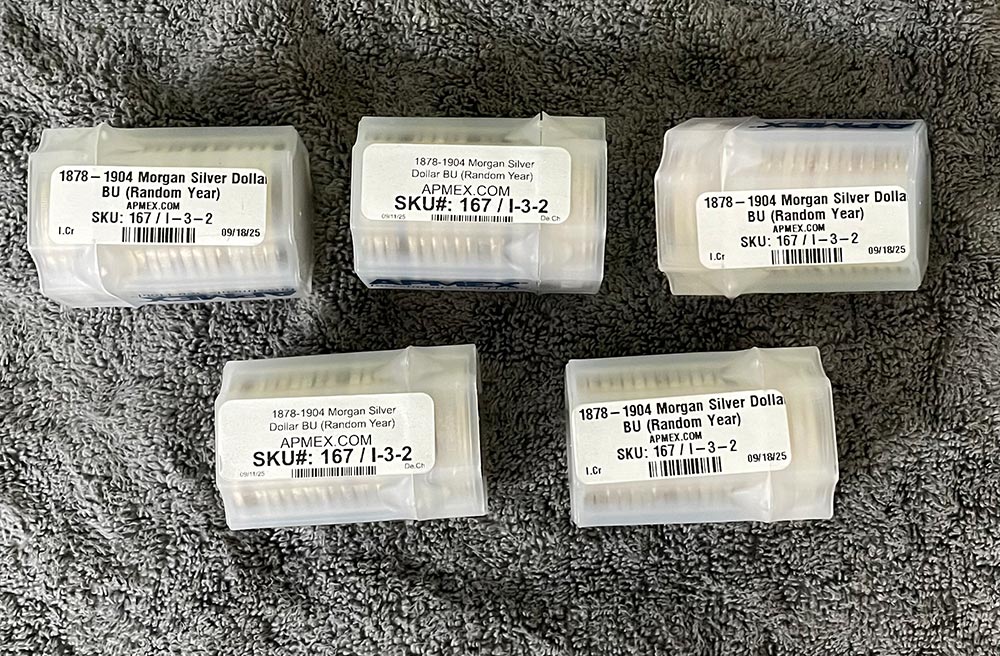 1878–1904 Morgan Silver Dollar
BU (Random Year)
APMEX.COM
SKU: 167 / I–3–2
I.Cr 09/18/25
1878-1904 Morgan Silver
Dollar BU (Random Year)
APMEX.COM
SKU#: 167 / I-3-2
09/11/25 De.Ch
APMEX
APMEX
1878–1904 Morgan Silver Dolla
BU (Random Year)
APMEX.COM
SKU: 167 / I–3–2
I.Cr 09/18/25
1878-1904 Morgan Silver
Dollar BU (Random Year)
APMEX.COM
SKU#: 167 / I-3-2
09/11/25 De.Ch
1878–1904 Morgan Silver Dolla
BU (Random Year)
APMEX.COM
SKU: 167 / I–3–2
I.Cr 09/18/25